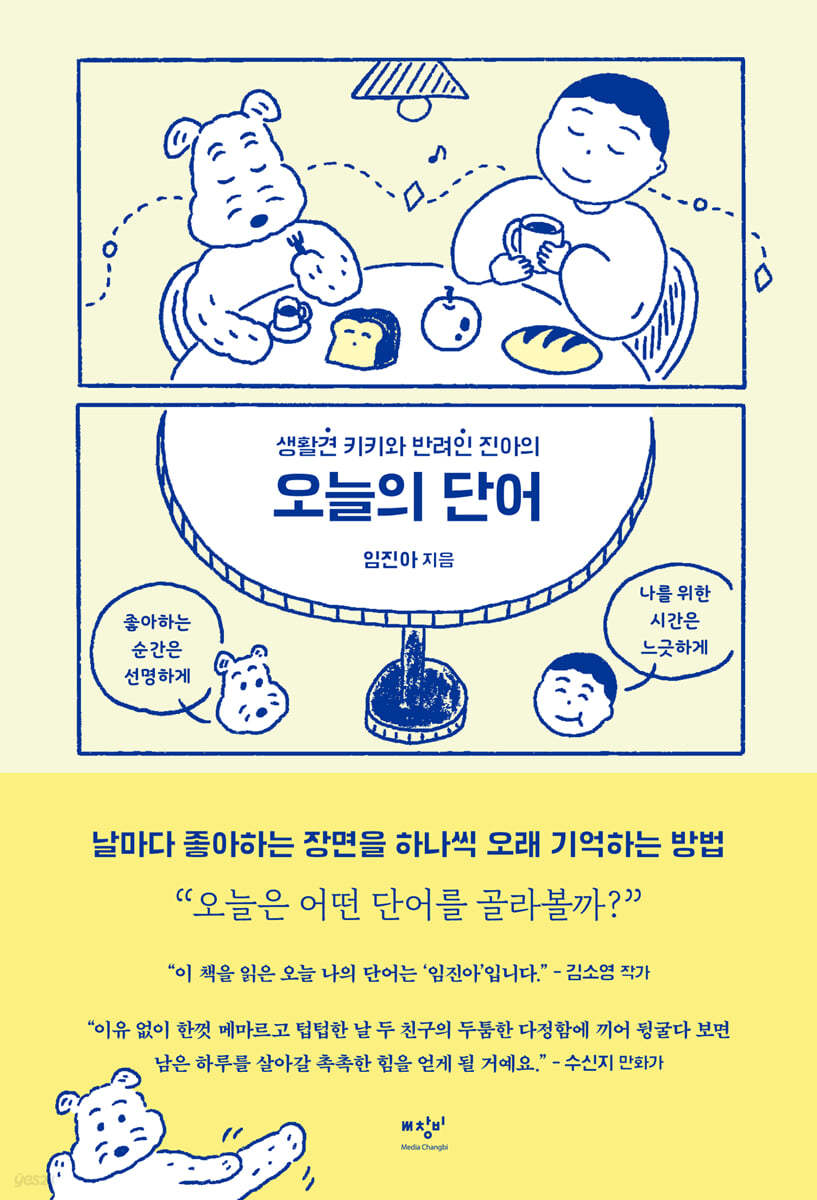 생활견 키키와 반려인 진아의
오늘의 단어
임진아 지음
좋아하는
순간은
선명하게
나를 위한
시간은
느긋하게
날마다 좋아하는 장면을 하나씩 오래 기억하는 방법
“오늘은 어떤 단어를 골라볼까?”
“이 책을 읽은 오늘 나의 단어는 ‘임진아’입니다.” - 김소영 작가
“이유 없이 한껏 메마르고 텁텁한 날 두 친구의 두툼한 다정함에 끼어 뒹굴다 보면
남은 하루를 살아갈 촉촉한 힘을 얻게 될 거예요.” - 수신지 만화가
미디어창비
Media Changbi